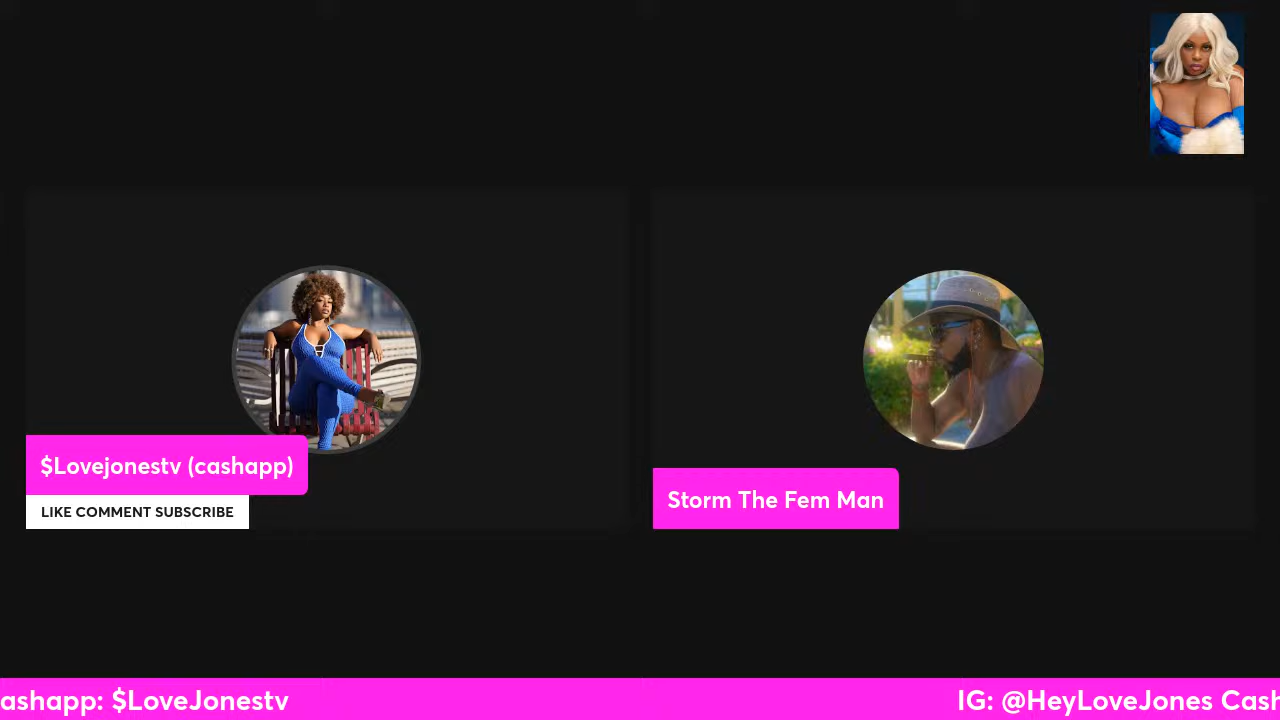 $Lovejonestv (cashapp)
LIKE COMMENT SUBSCRIBE
Storm The Fem Man
ashapp: $LoveJonestv
IG: @HeyLoveJones Cash